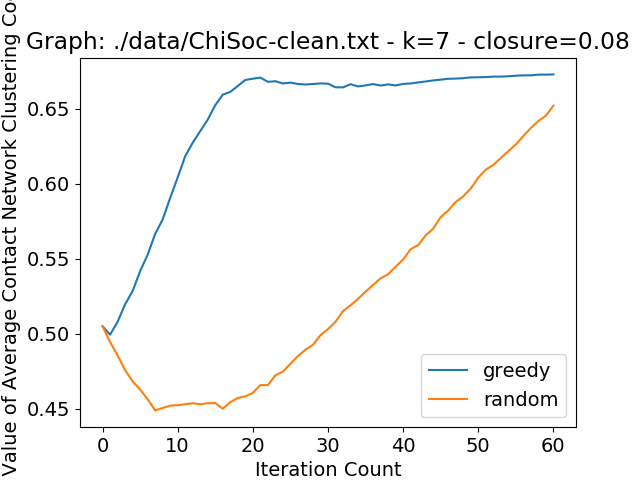 Graph: ./data/ChiSoc-clean.txt - k=7 - closure=0.08
Value of Average Contact Network Clustering
0.65
0.60
0.55
0.50
0.45
greedy
random
0 10 20 30 40 50 60
Iteration Count